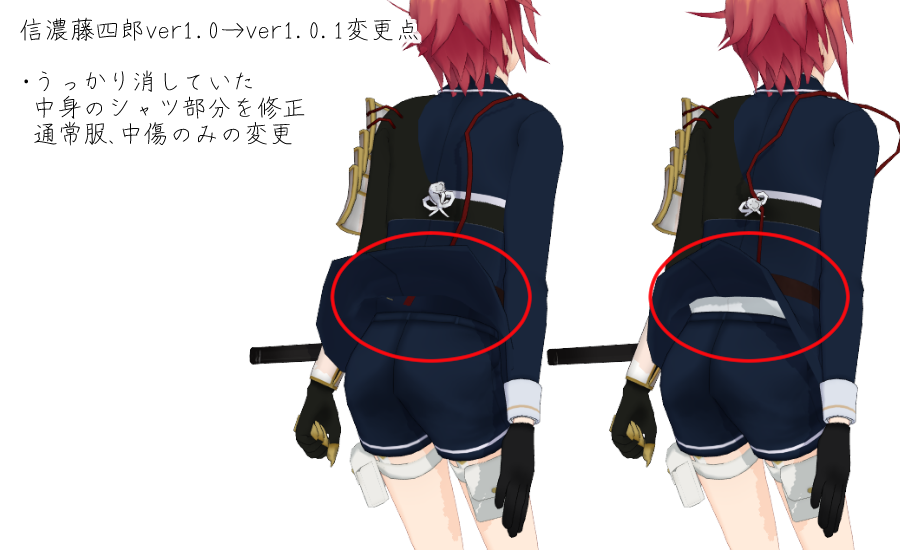 信濃藤四郎ver1.0→ver1.0.1変更点
・うっかり消していた
中身のシャツ部分を修正
通常服、中傷のみの変更